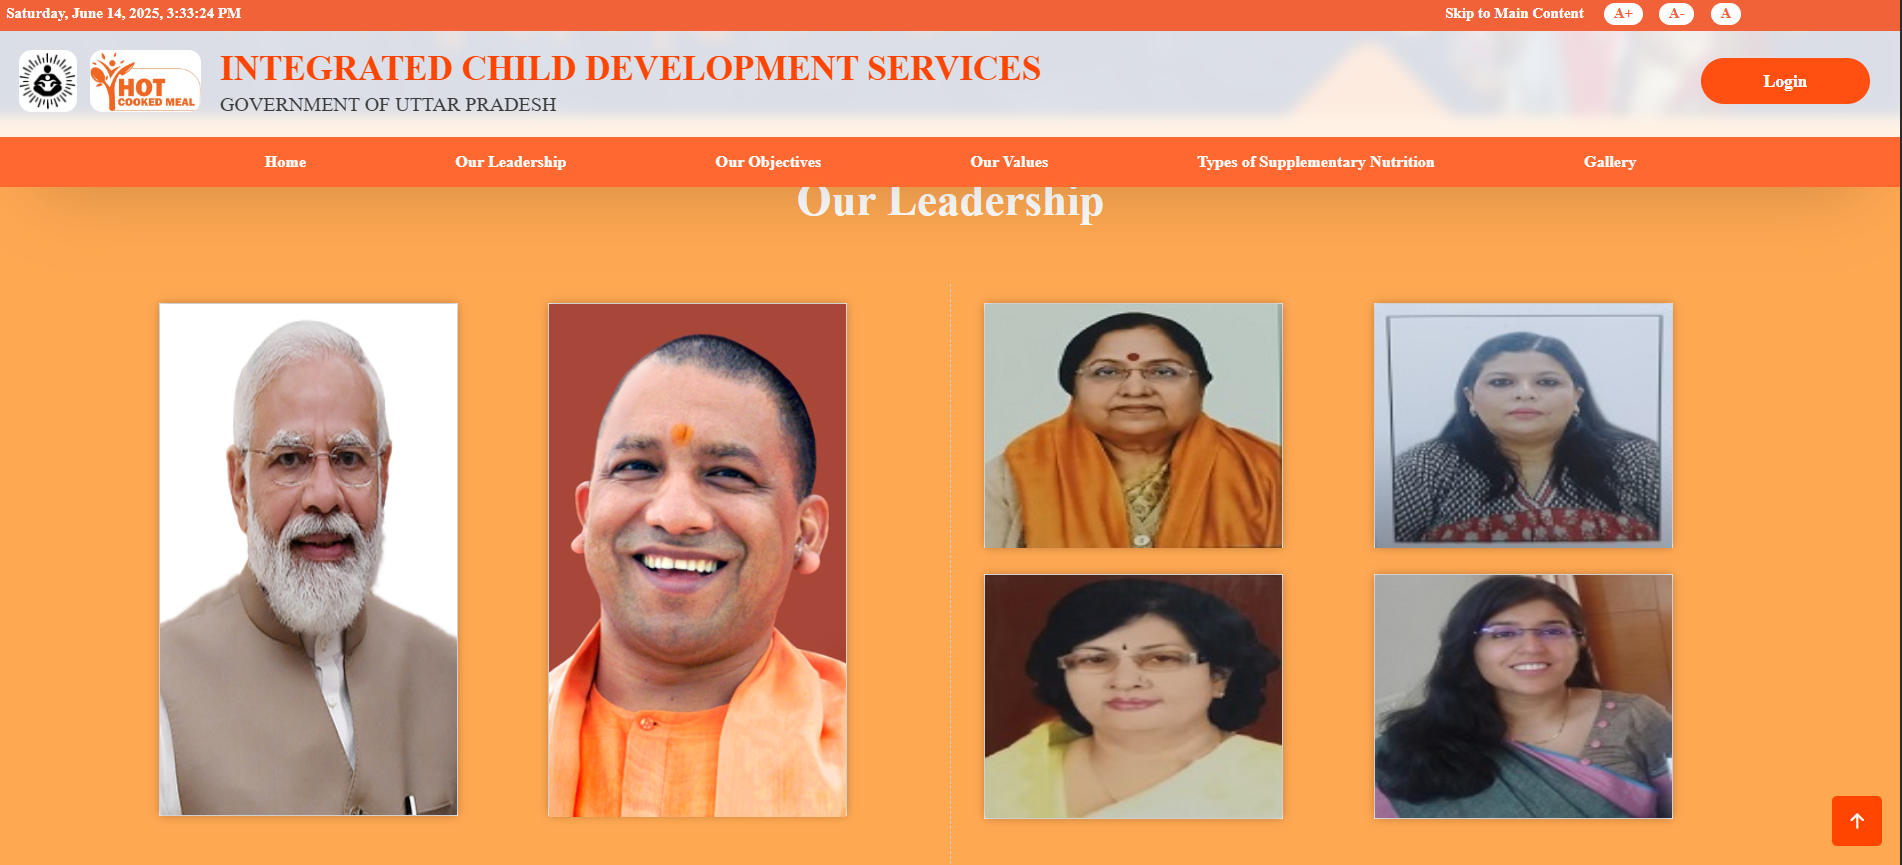 Saturday, June 14, 2025, 3:33:24 PM
Skip to Main Content A+ A- A
HOT
COOKED MEAL
INTEGRATED CHILD DEVELOPMENT SERVICES
GOVERNMENT OF UTTAR PRADESH
Login
Home Our Leadership Our Objectives Our Values Types of Supplementary Nutrition Gallery
Our Leadership